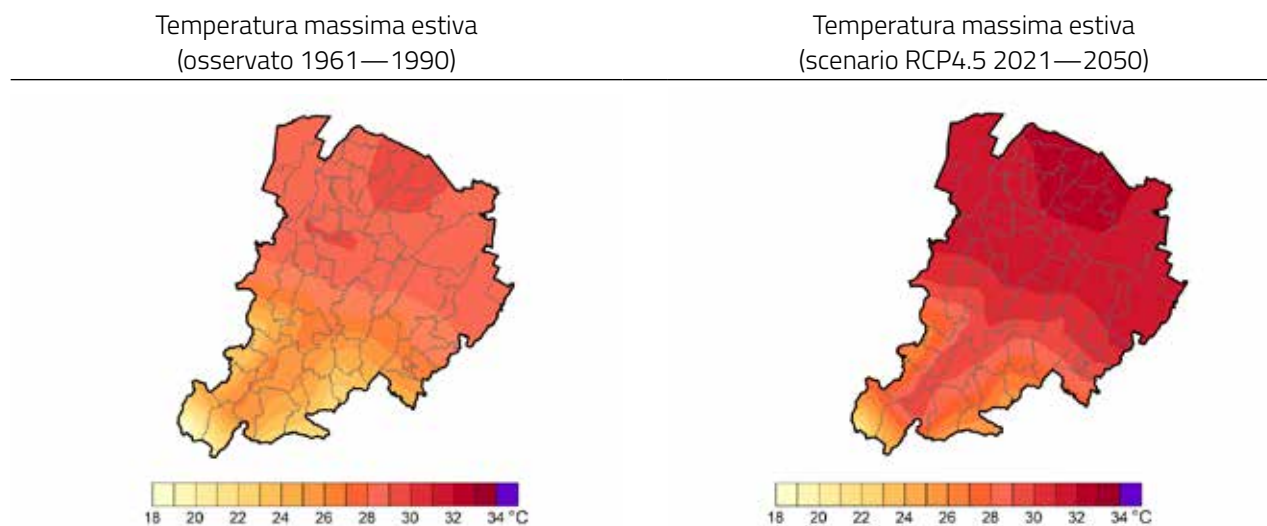 Temperatura massima estiva
(osservato 1961—1990)
Temperatura massima estiva
(scenario RCP4.5 2021—2050)
18 20 22 24 26 28 30 32 34 °C
18 20 22 24 26 28 30 32 34 °C